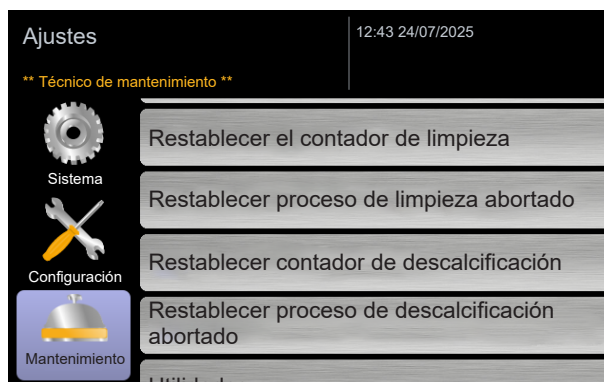 Ajustes
12:43 24/07/2025
** Técnico de mantenimiento **
Restablecer el contador de limpieza
Sistema
Restablecer proceso de limpieza abortado
Configuración
Restablecer contador de descalcificación
Restablecer proceso de descalcificación
abortado
Mantenimiento